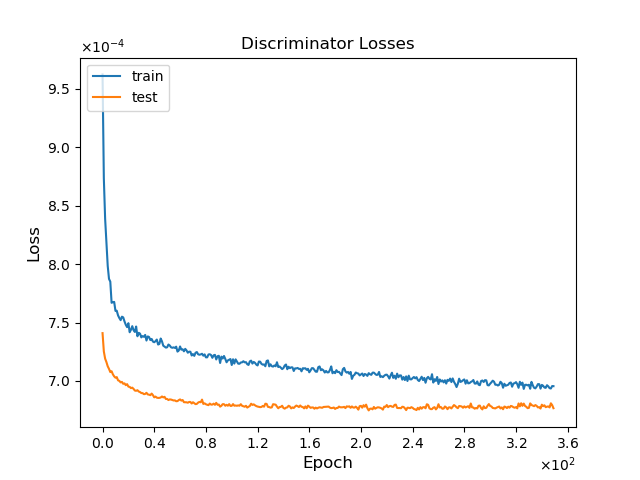 Discriminator Losses
×10⁻⁴
train
test
9.5
9.0
8.5
8.0
7.5
7.0
Loss
0.0 0.4 0.8 1.2 1.6 2.0 2.4 2.8 3.2 3.6
Epoch
×10²